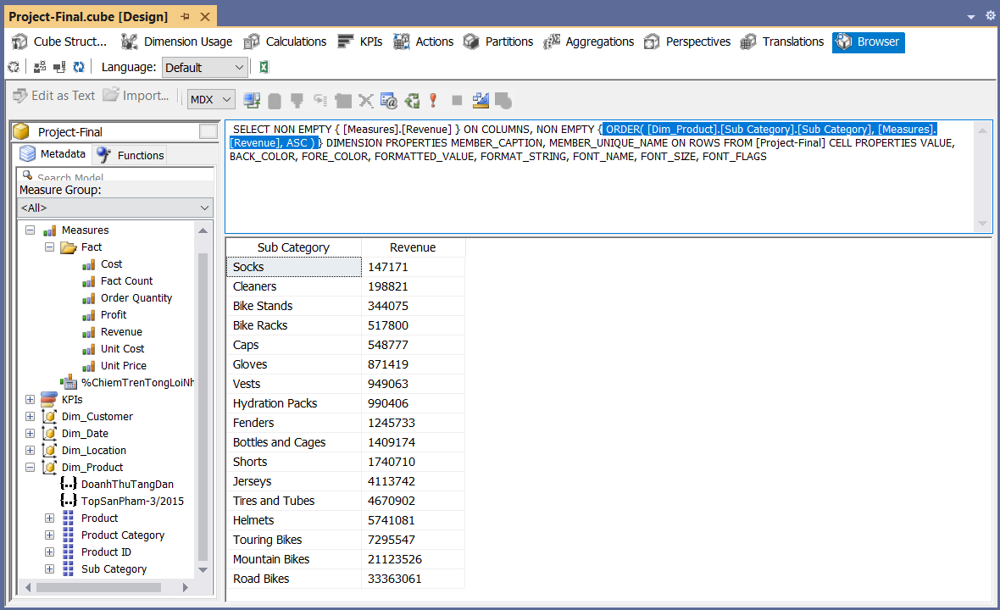 Project-Final.cube [Design]
Cube Struct... Dimension Usage Calculations KPIs Actions Partitions Aggregations Perspectives Translations Browser
Language: Default
Edit as Text Import... MDX
Project-Final
Metadata Functions
Search Model
Measure Group:
<All>
Measures
Fact
Cost
Fact Count
Order Quantity
Profit
Revenue
Unit Cost
Unit Price
%ChiemTrenTongLoiNh
KPIs
Dim_Customer
Dim_Date
Dim_Location
Dim_Product
DoanhThuTangDan
TopSanPham-3/2015
Product
Product Category
Product ID
Sub Category
SELECT NON EMPTY { [Measures].[Revenue] } ON COLUMNS, NON EMPTY { ORDER( [Dim_Product].[Sub Category].[Sub Category], [Measures].
[Revenue], ASC ) } DIMENSION PROPERTIES MEMBER_CAPTION, MEMBER_UNIQUE_NAME ON ROWS FROM [Project-Final] CELL PROPERTIES VALUE,
BACK_COLOR, FORE_COLOR, FORMATTED_VALUE, FORMAT_STRING, FONT_NAME, FONT_SIZE, FONT_FLAGS
Sub Category Revenue
Socks 147171
Cleaners 198821
Bike Stands 344075
Bike Racks 517800
Caps 548777
Gloves 871419
Vests 949063
Hydration Packs 990406
Fenders 1245733
Bottles and Cages 1409174
Shorts 1740710
Jerseys 4113742
Tires and Tubes 4670902
Helmets 5741081
Touring Bikes 7295547
Mountain Bikes 21123526
Road Bikes 33363061